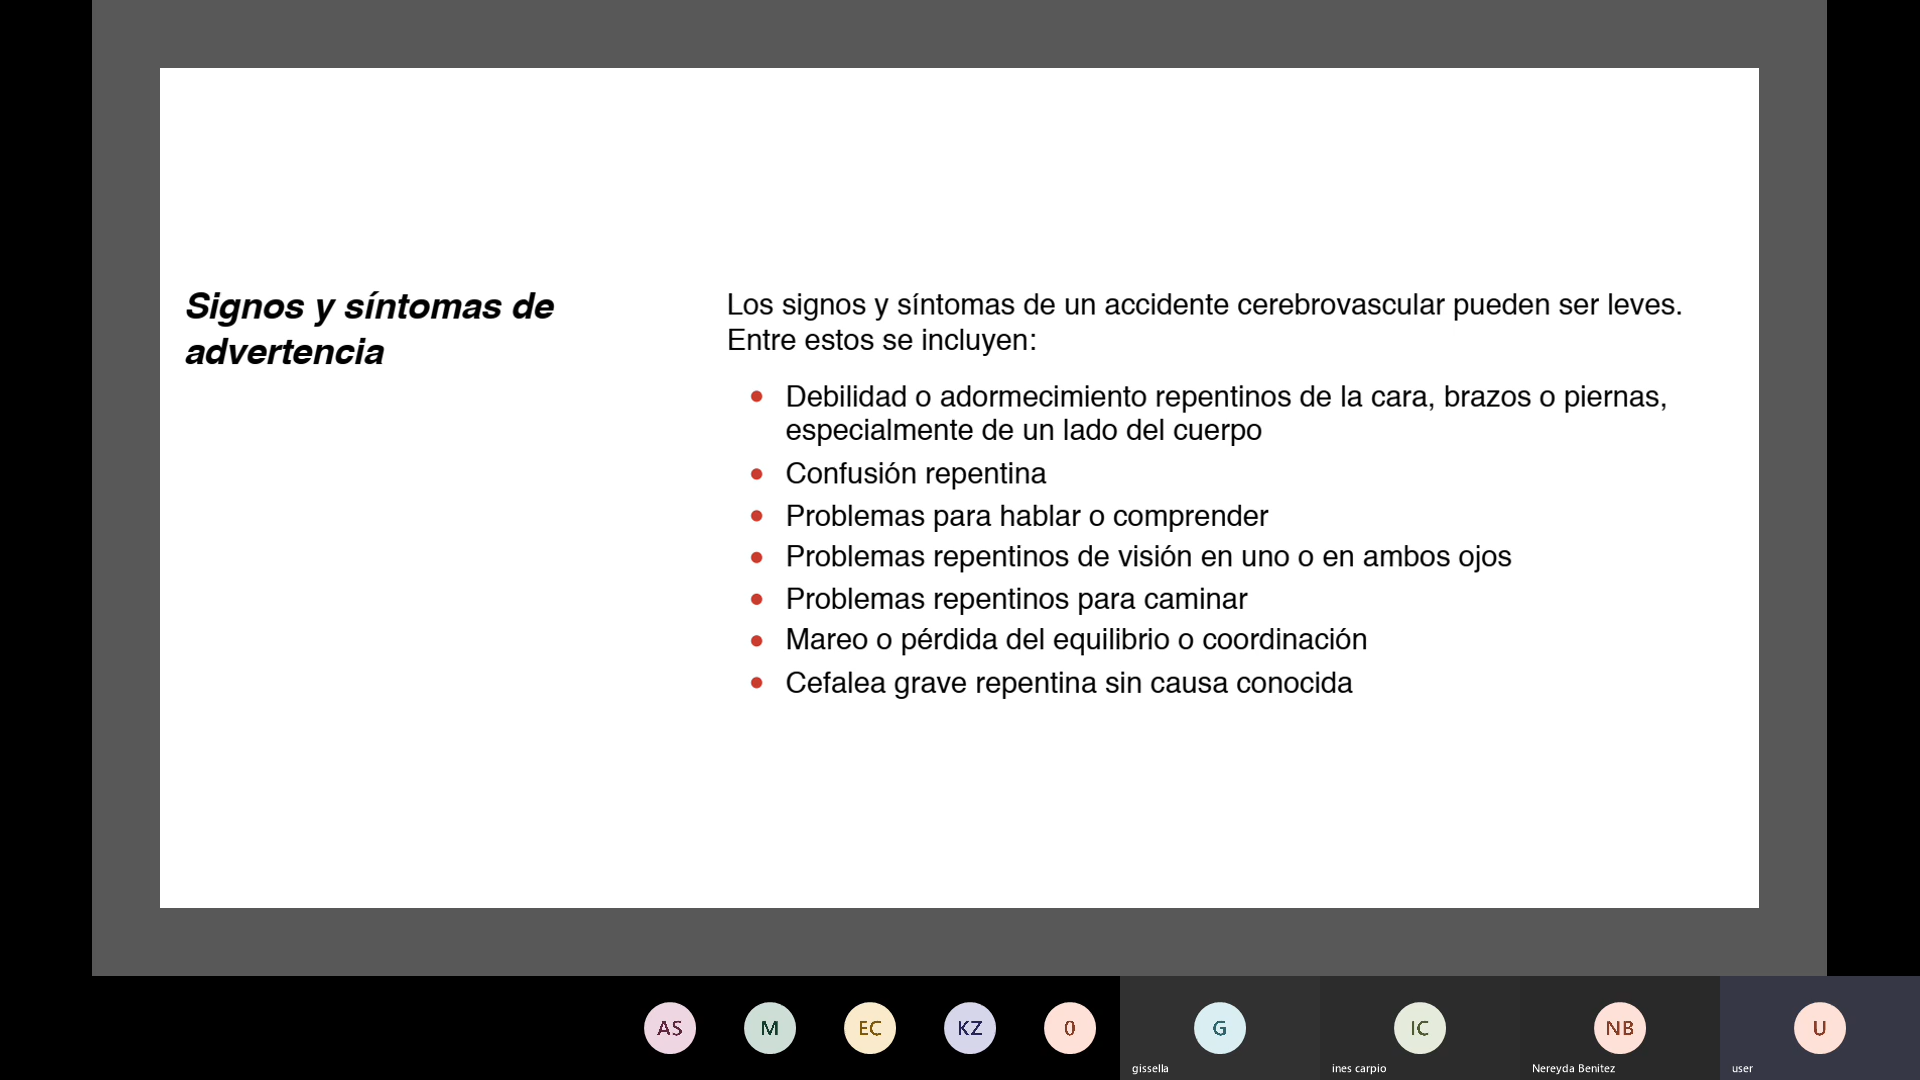 Signos y síntomas de
advertencia
Los signos y síntomas de un accidente cerebrovascular pueden ser leves.
Entre estos se incluyen:
• Debilidad o adormecimiento repentinos de la cara, brazos o piernas,
especialmente de un lado del cuerpo
• Confusión repentina
• Problemas para hablar o comprender
• Problemas repentinos de visión en uno o en ambos ojos
• Problemas repentinos para caminar
• Mareo o pérdida del equilibrio o coordinación
• Cefalea grave repentina sin causa conocida
AS M EC KZ 0 G IC NB U
gissella ines carpio Nereyda Benitez user